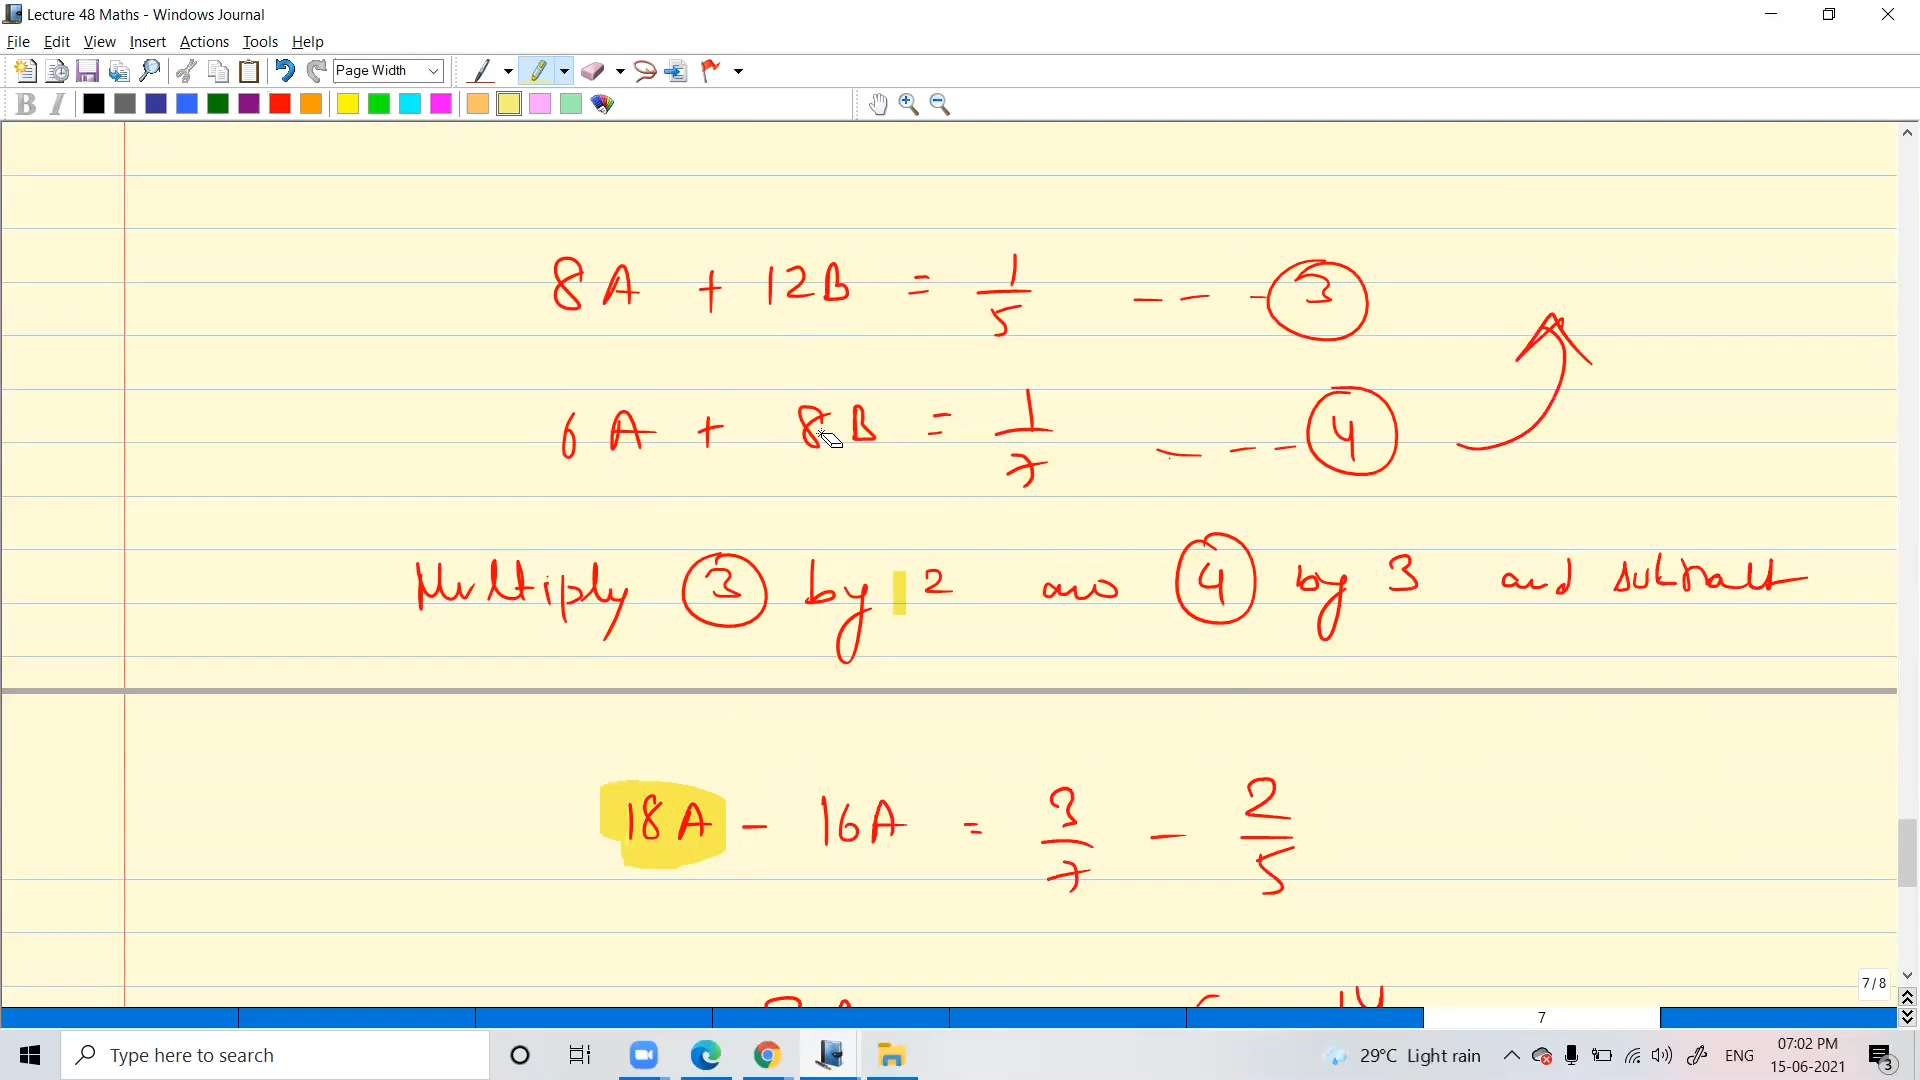 Lecture 48 Maths - Windows Journal
File Edit View Insert Actions Tools Help
Page Width
B I
8A + 12B = 1/5 --- 3
6A + 8B = 1/7 --- 4
Multiply 3 by 2 and 4 by 3 and subtract
18A - 16A = 3/7 - 2/5
7/8
7
Type here to search
29°C Light rain
ENG
07:02 PM
15-06-2021
3